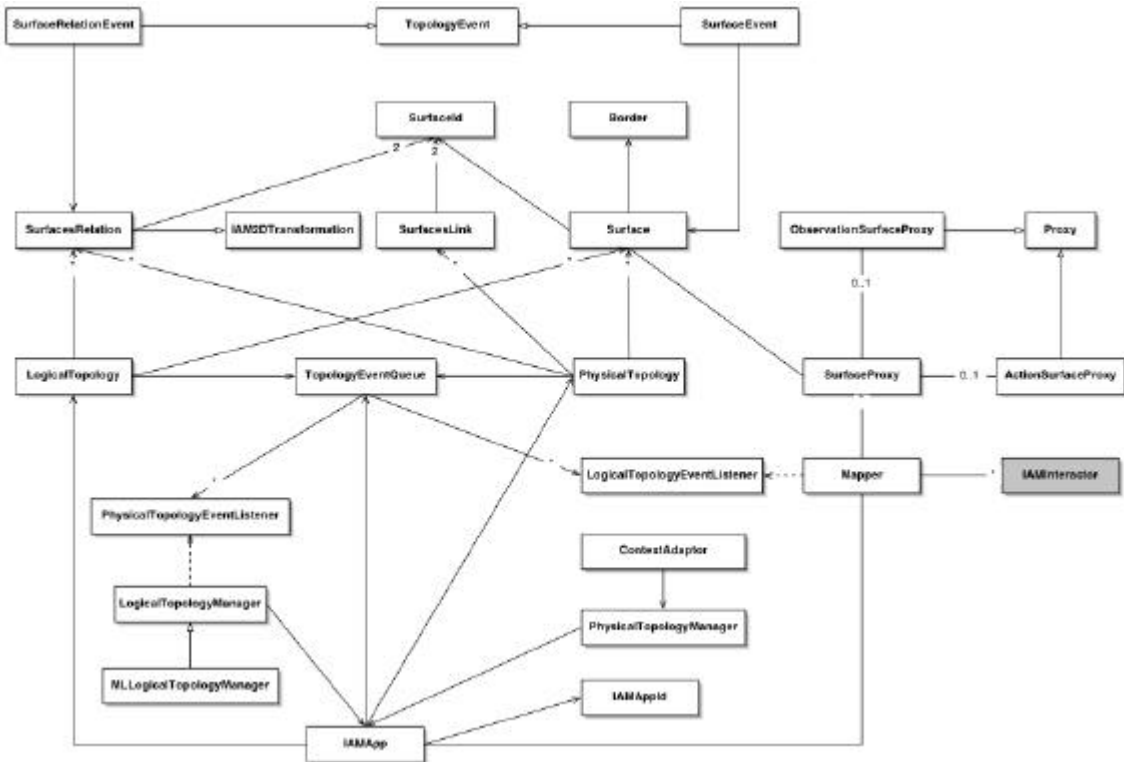 SurfaceRelationEvent
TopologyEvent
SurfaceEvent
SurfaceId
Border
2
2
SurfacesRelation
IAM2DTransformation
SurfacesLink
Surface
ObservationSurfaceProxy
Proxy
*
*
*
*
*
0..1
LogicalTopology
TopologyEventQueue
PhysicalTopology
SurfaceProxy
0..1
ActionSurfaceProxy
*
*
LogicalTopologyEventListener
Mapper
*
IAMInteractor
PhysicalTopologyEventListener
ContextAdaptor
LogicalTopologyManager
PhysicalTopologyManager
MLLogicalTopologyManager
IAMAppId
IAMApp